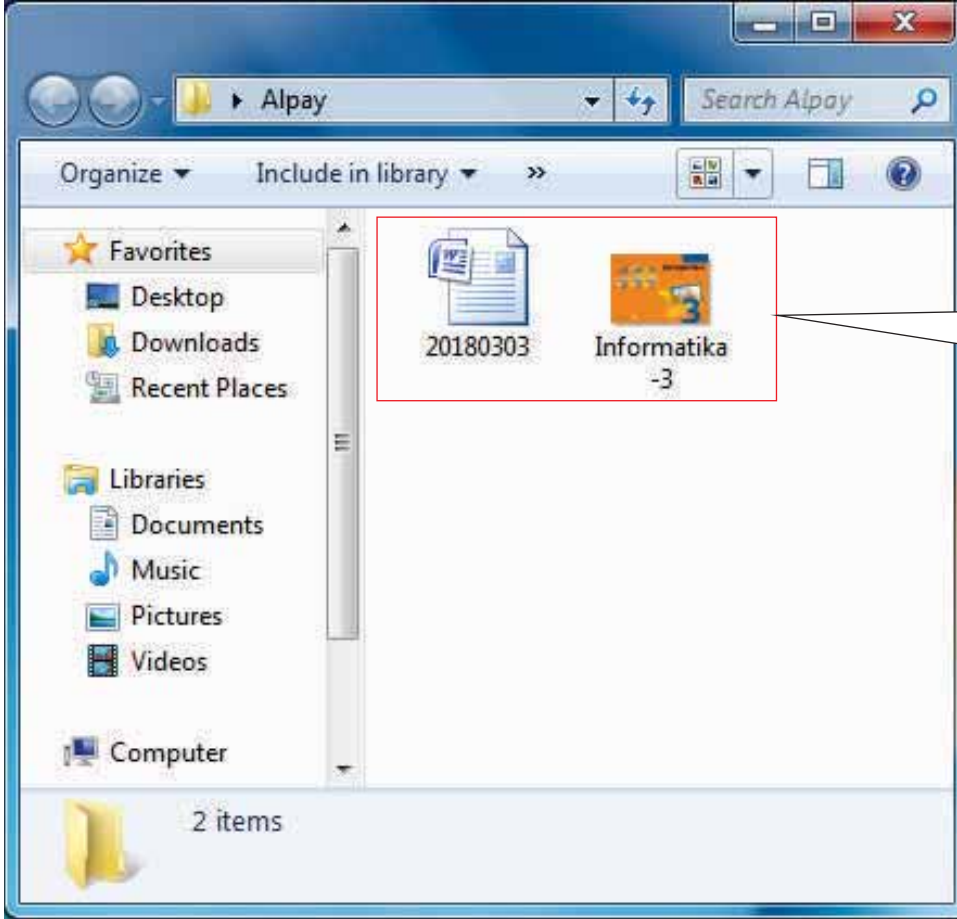 Alpay
Search Alpay
Organize
Include in library
»
Favorites
Desktop
Downloads
Recent Places
Libraries
Documents
Music
Pictures
Videos
Computer
W
20180303
3
Informatika
-3
2 items